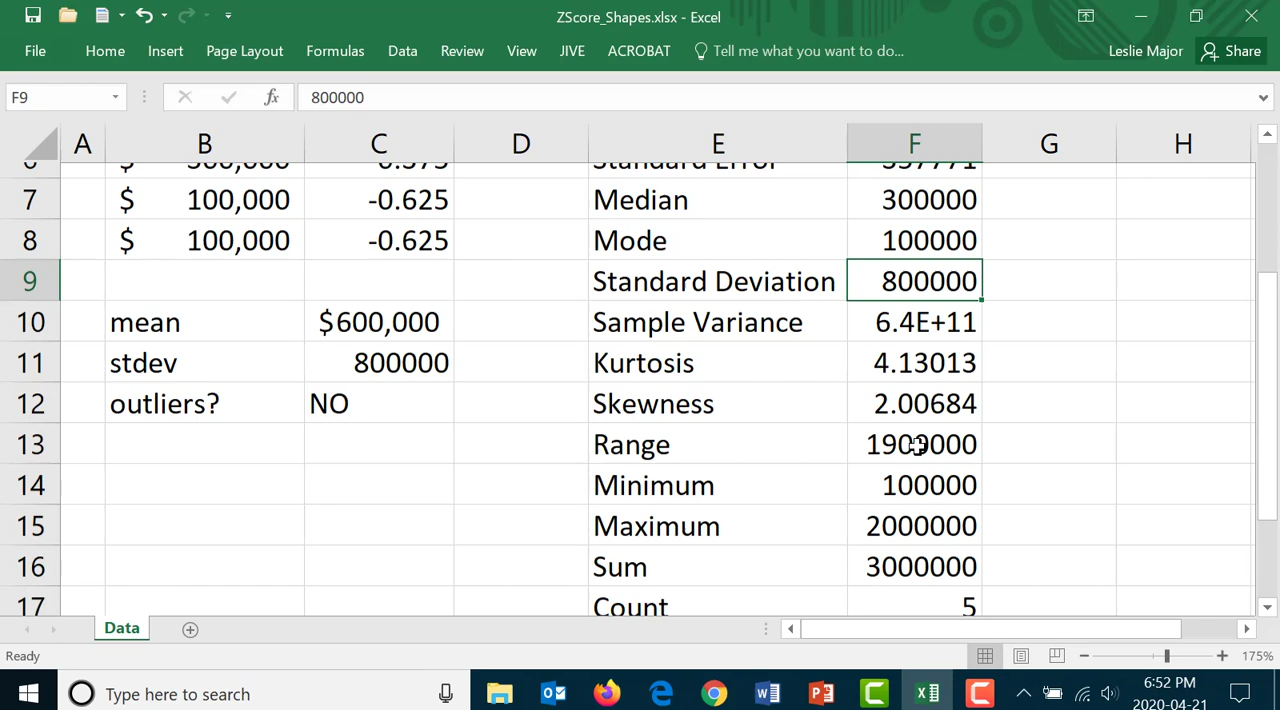 ZScore_Shapes.xlsx - Excel
File Home Insert Page Layout Formulas Data Review View JIVE ACROBAT Tell me what you want to do... Leslie Major Share
F9 fx 800000
A B C D E F G H
7 $ 100,000 -0.625 Median 300000
8 $ 100,000 -0.625 Mode 100000
9 Standard Deviation 800000
10 mean $600,000 Sample Variance 6.4E+11
11 stdev 800000 Kurtosis 4.13013
12 outliers? NO Skewness 2.00684
13 Range 1900000
14 Minimum 100000
15 Maximum 2000000
16 Sum 3000000
17 Count 5
Data
Ready 175%
Type here to search 6:52 PM
2020-04-21